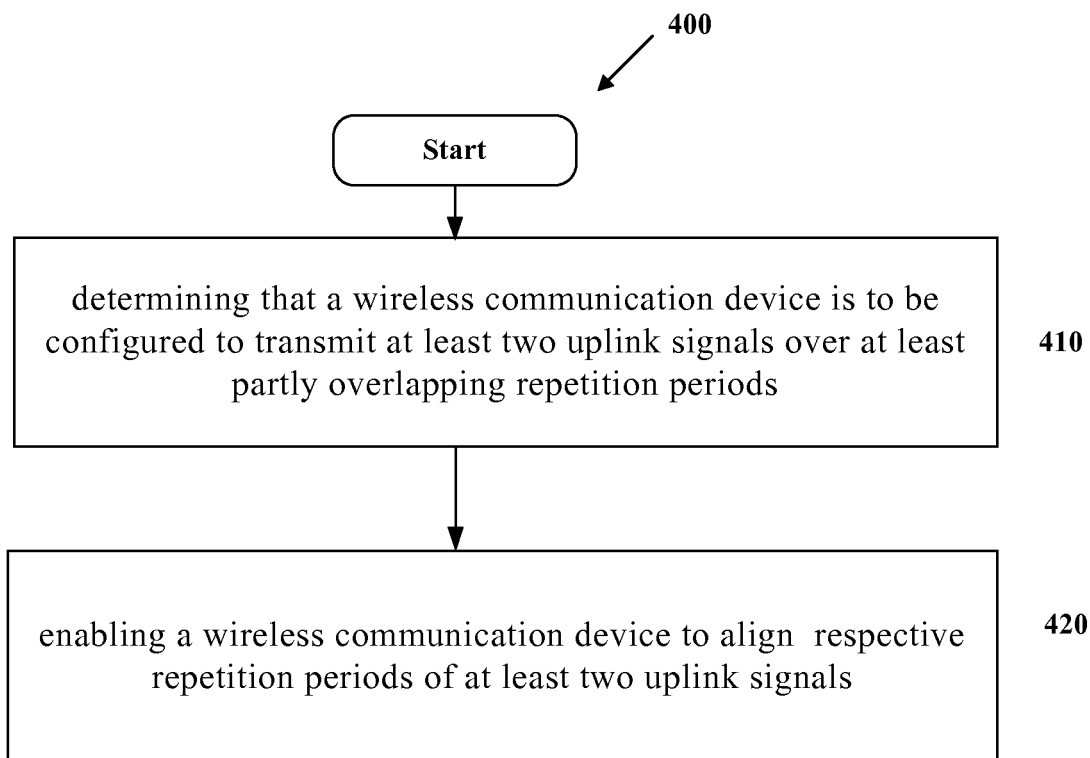 400
Start
determining that a wireless communication device is to be
configured to transmit at least two uplink signals over at least
partly overlapping repetition periods
410
enabling a wireless communication device to align respective
repetition periods of at least two uplink signals
420